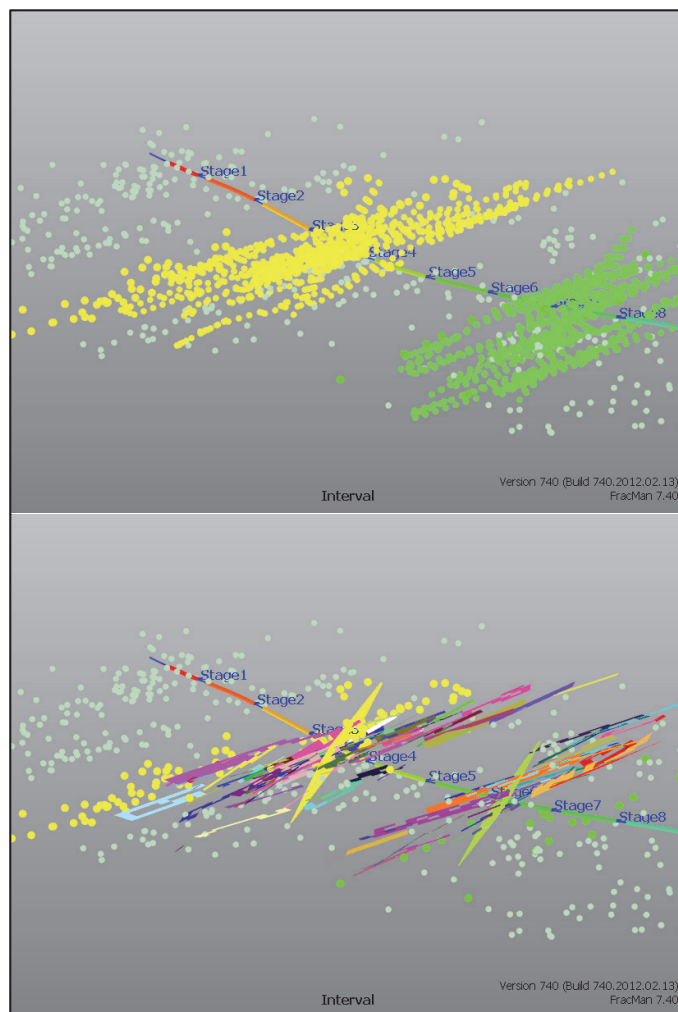 Stage1
Stage2
Stage4
Stage5
Stage6
Stage8
Version 740 (Build 740.2012.02.13)
Interval
FracMan 7.40
Stage1
Stage2
Stage4
Stage5
Stage7
Stage8
Version 740 (Build 740.2012.02.13)
Interval
FracMan 7.40